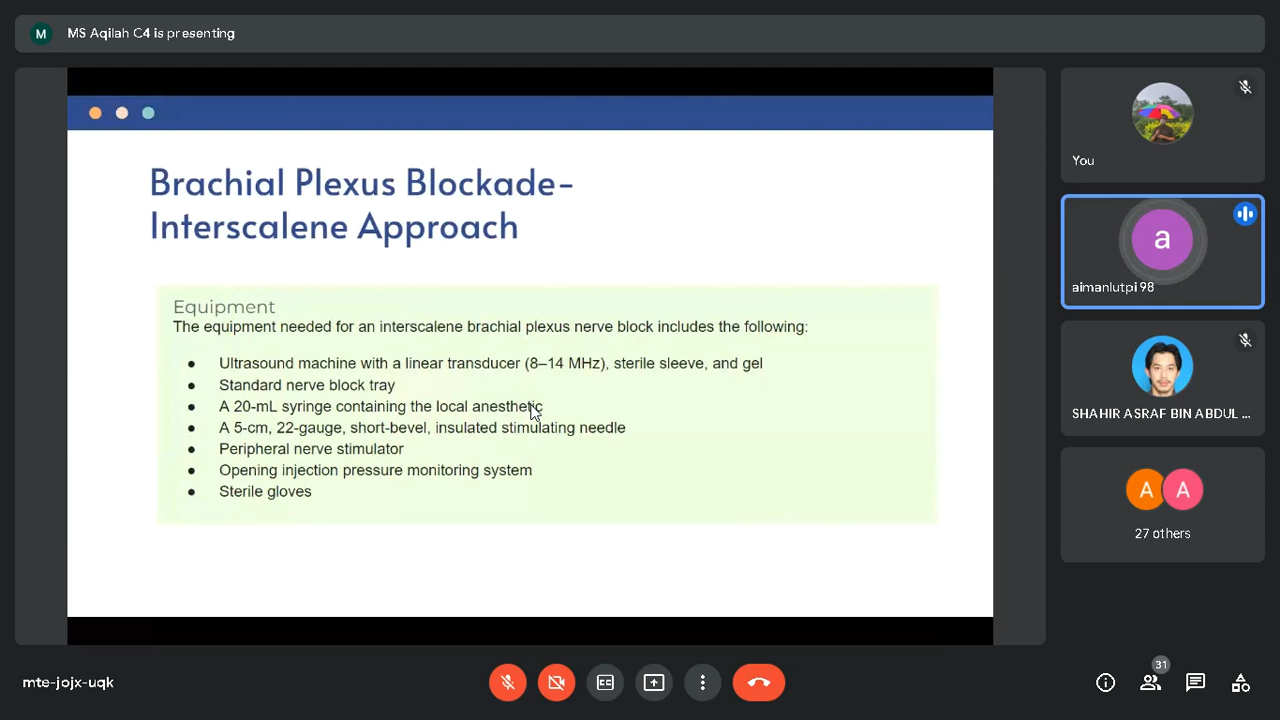 M
MS Aqilah C4 is presenting
Brachial Plexus Blockade-
Interscalene Approach
Equipment
The equipment needed for an interscalene brachial plexus nerve block includes the following:
● Ultrasound machine with a linear transducer (8–14 MHz), sterile sleeve, and gel
● Standard nerve block tray
● A 20-mL syringe containing the local anesthetic
● A 5-cm, 22-gauge, short-bevel, insulated stimulating needle
● Peripheral nerve stimulator
● Opening injection pressure monitoring system
● Sterile gloves
You
a
aimanlutpi 98
SHAHIR ASRAF BIN ABDUL ...
A A
27 others
mte-jojx-uqk
CC
31